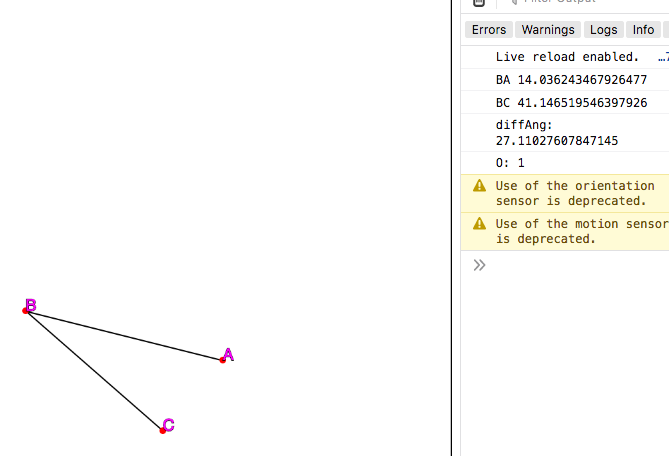 Filter Output
Errors Warnings Logs Info
Live reload enabled. …7
BA 14.036243467926477
BC 41.146519546397926
diffAng:
27.11027607847145
O: 1
Use of the orientation
sensor is deprecated.
Use of the motion sensor
is deprecated.
B
A
C